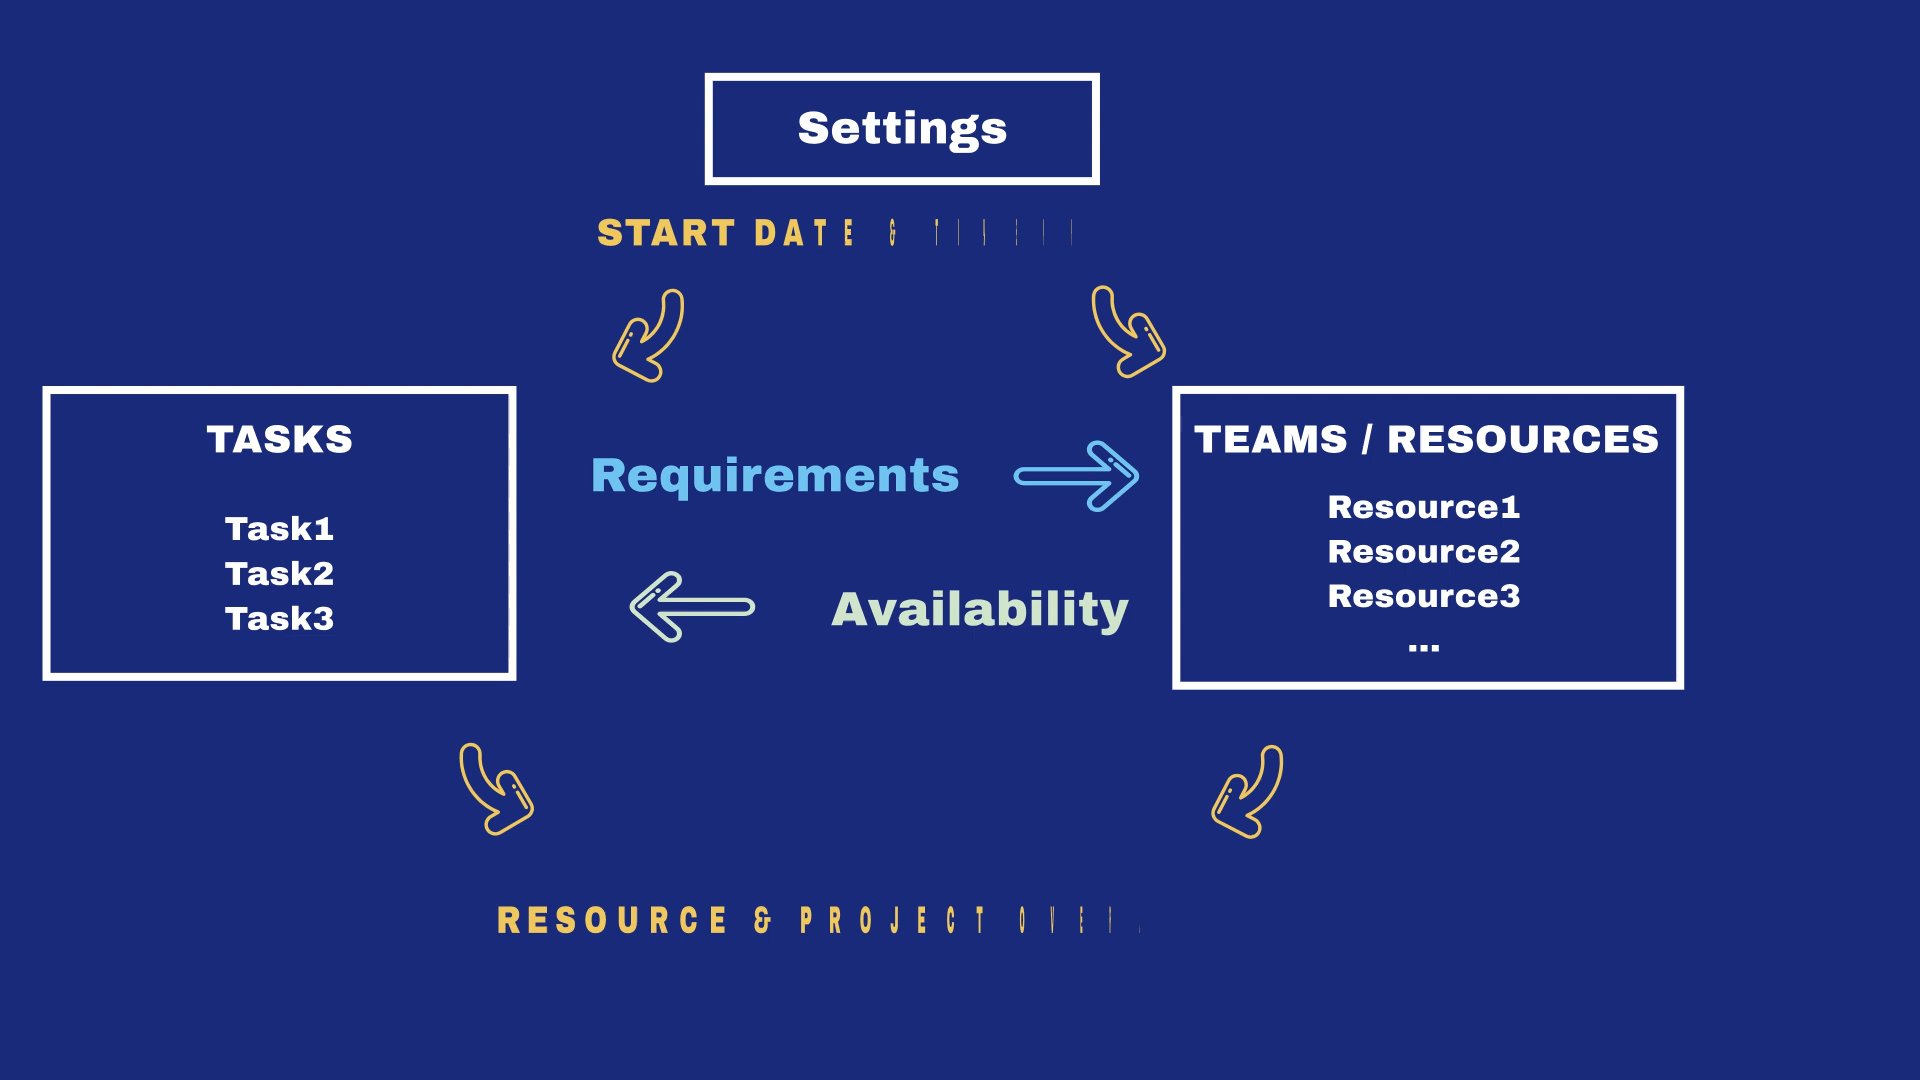 Settings
START DATE &
TASKS
Task1
Task2
Task3
Requirements
Availability
TEAMS / RESOURCES
Resource1
Resource2
Resource3
...
RESOURCE & PROJECT